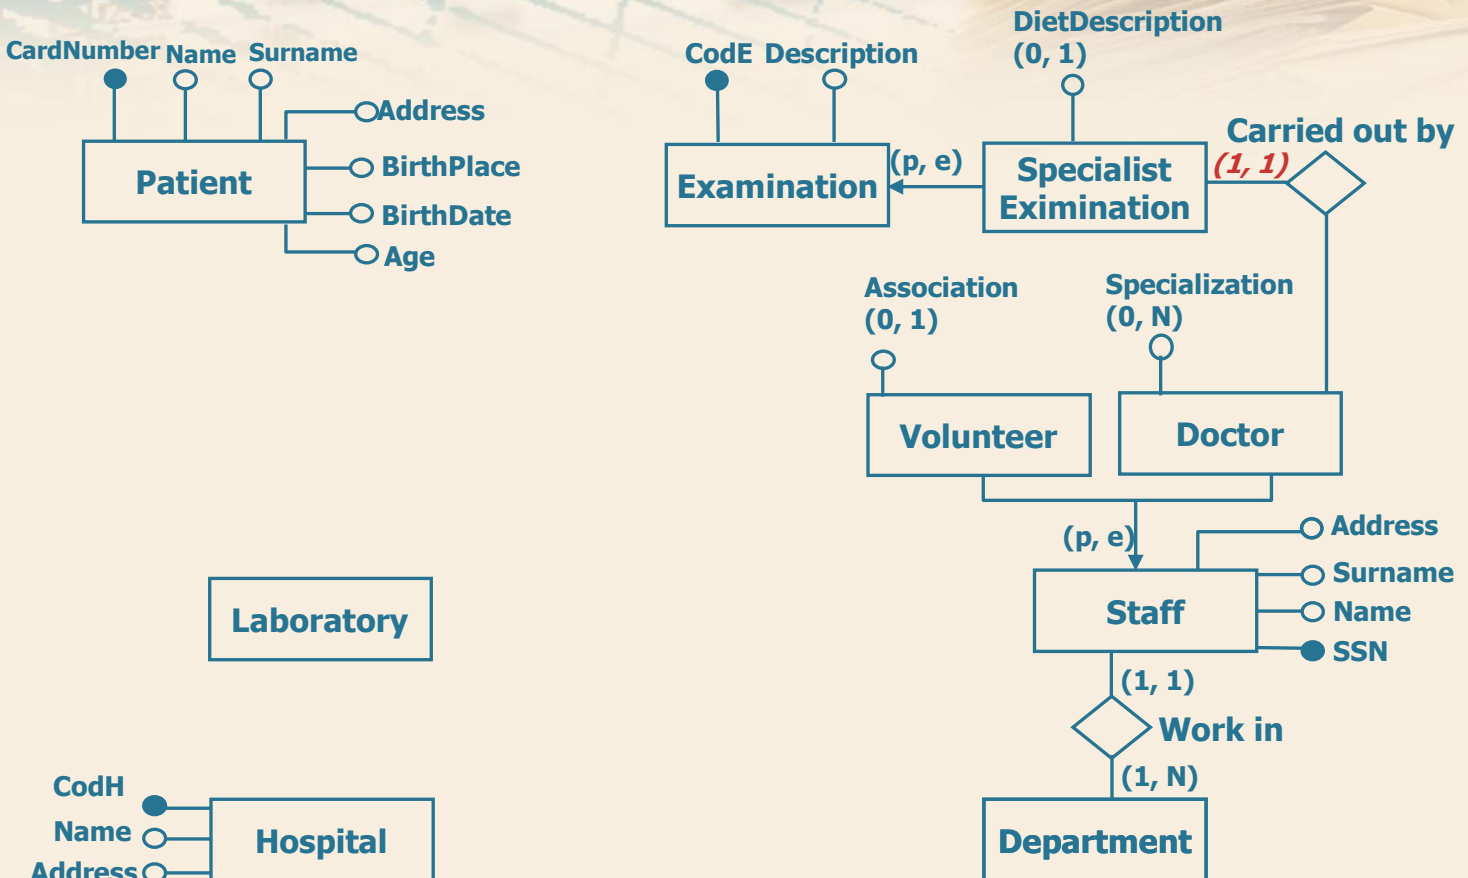 DietDescription
(0, 1)
CardNumber Name Surname
CodE Description
Address
Carried out by
BirthPlace
Patient
(p, e)
(1, 1)
Examination
Specialist
Eximination
BirthDate
Age
Association
(0, 1)
Specialization
(0, N)
Volunteer
Doctor
(p, e)
Address
Surname
Laboratory
Staff
Name
SSN
(1, 1)
Work in
(1, N)
CodH
Name
Hospital
Department
Address